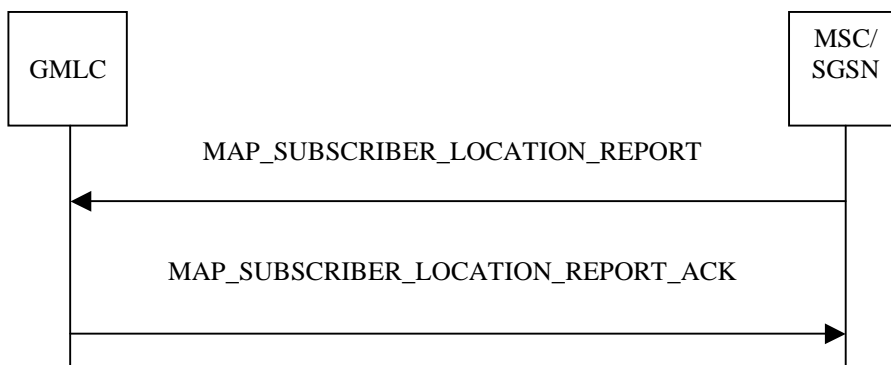 GMLC
MSC/
SGSN
MAP_SUBSCRIBER_LOCATION_REPORT
MAP_SUBSCRIBER_LOCATION_REPORT_ACK